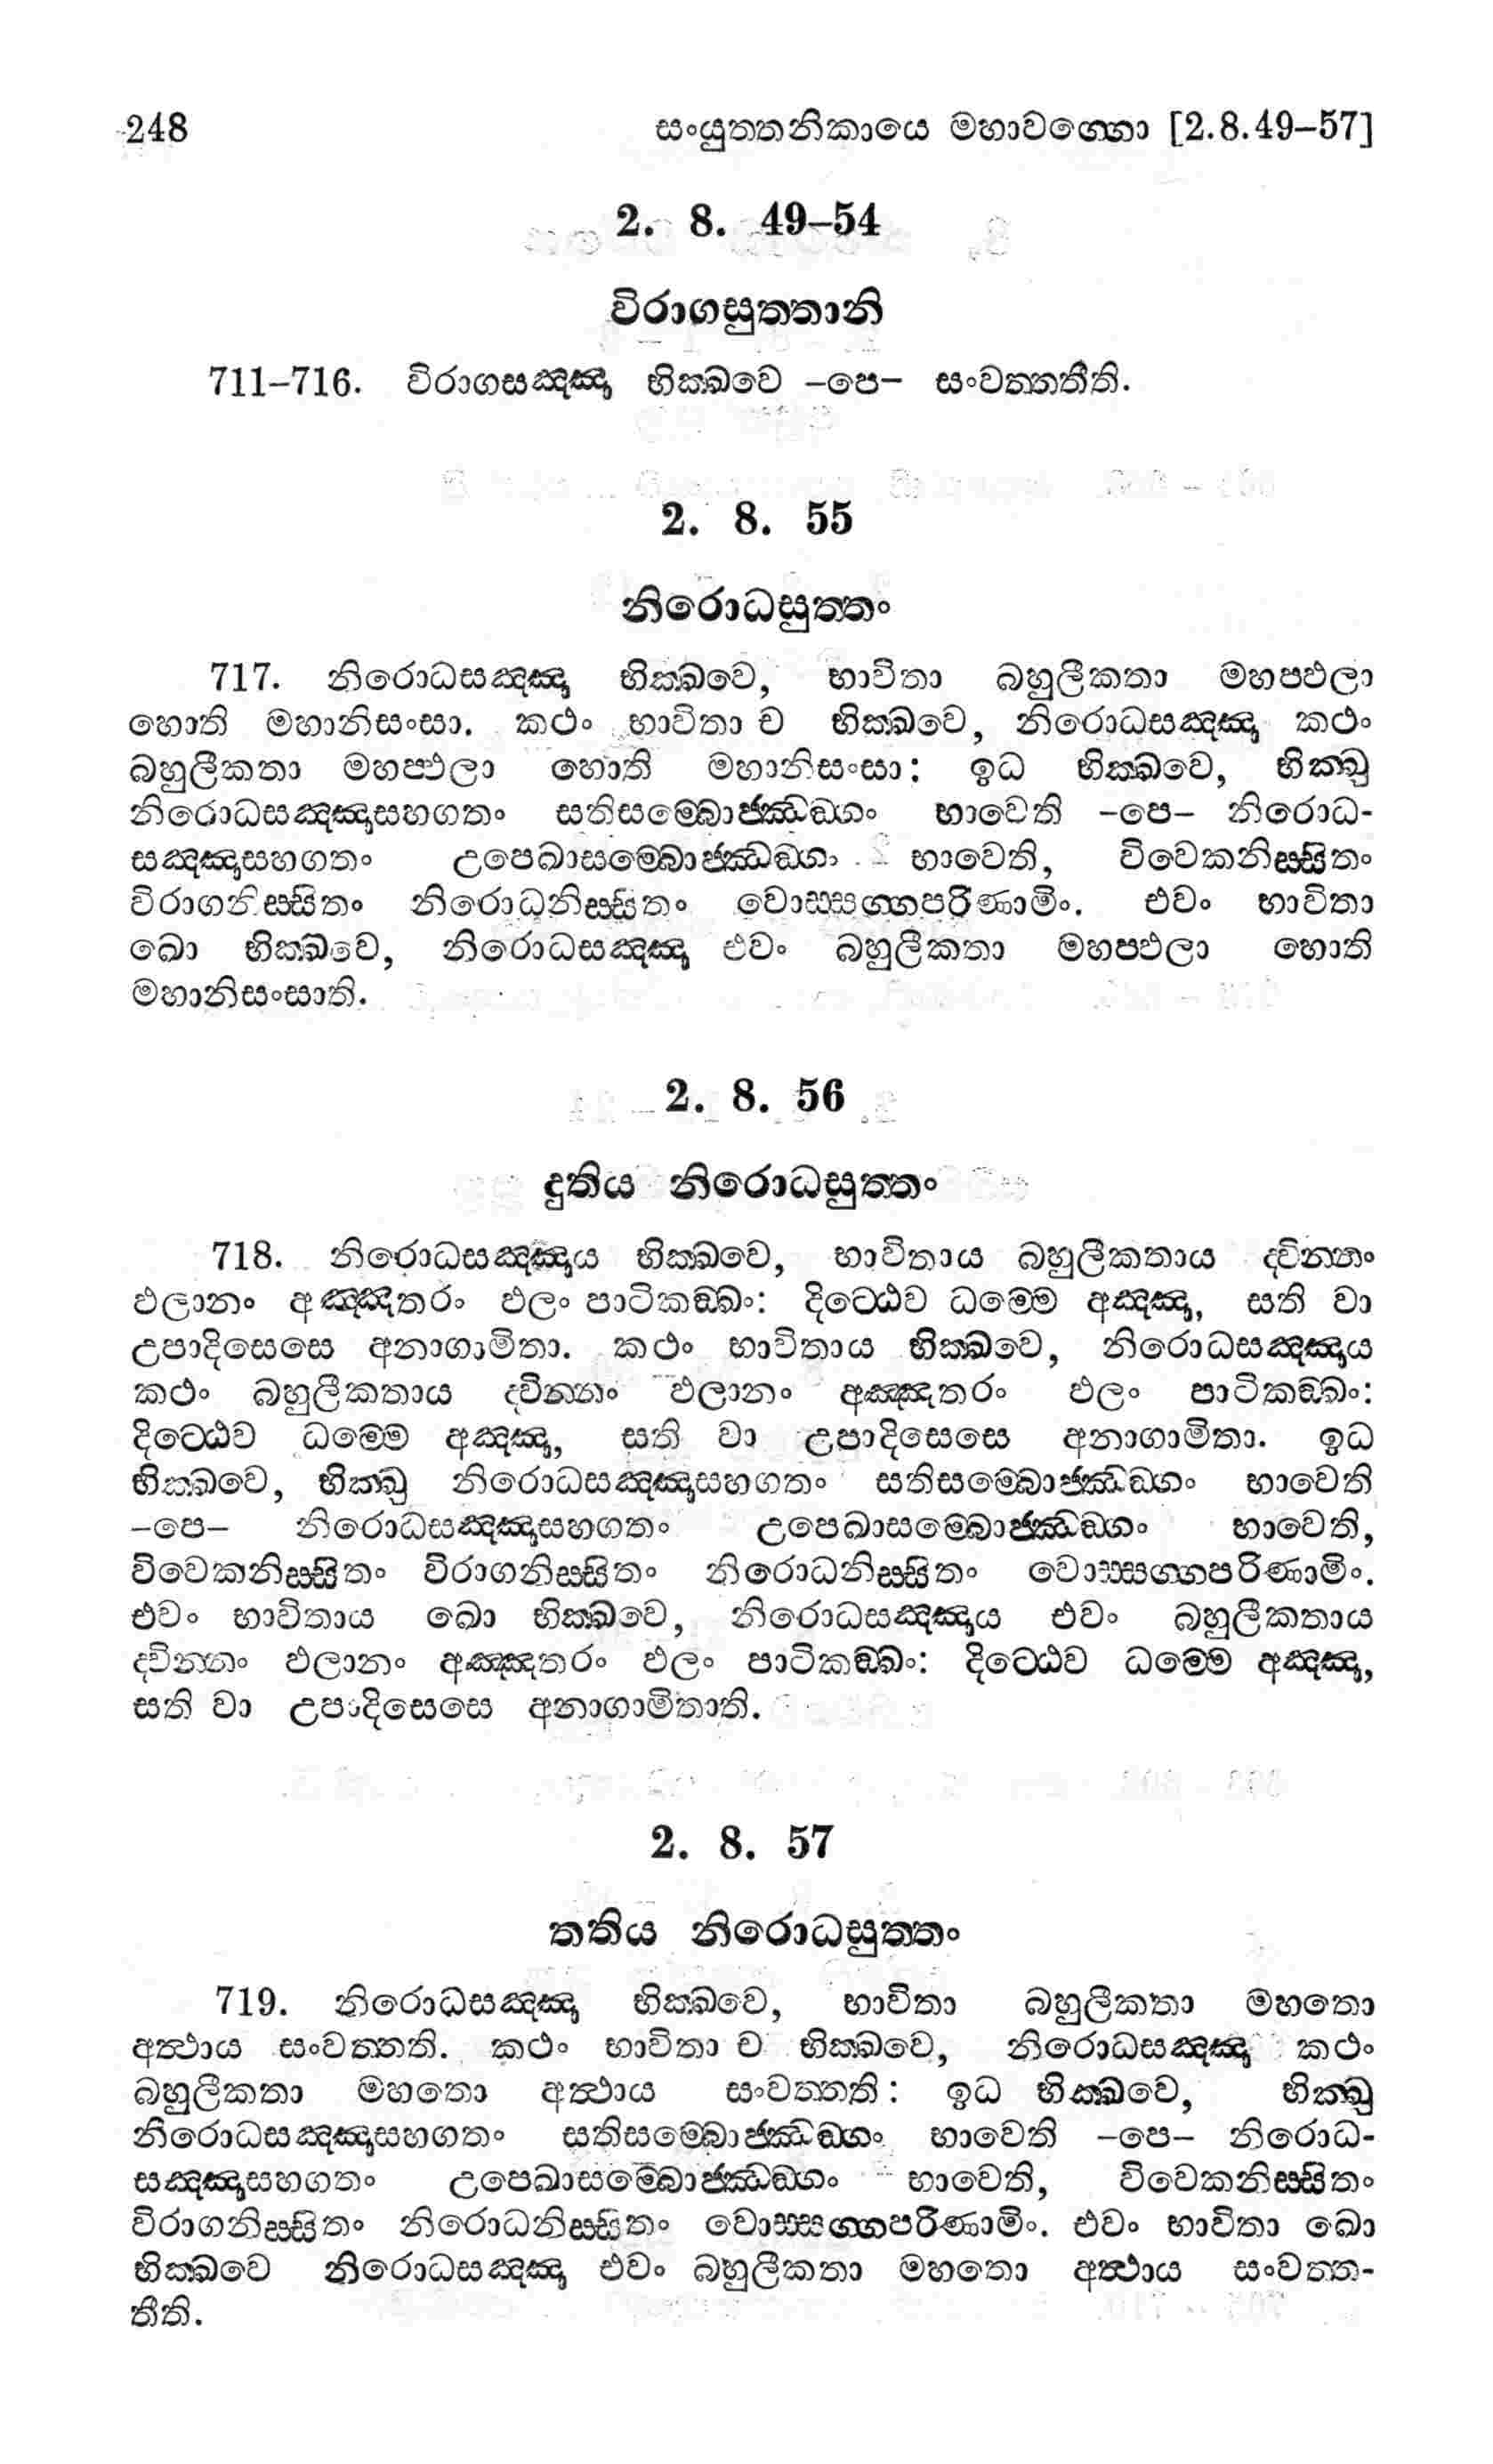 248 සංයුත්තනිකායෙ මහාවග්ගො [2.8.49–57]
2. 8. 49–54
විරාගසුත්තානි
711–716. විරාගසඤ්ඤා භික්ඛවෙ –පෙ– සංවත්තතීති.
2. 8. 55
නිරොධසුත්තං
717. නිරොධසඤ්ඤා භික්ඛවෙ, භාවිතා බහුලීකතා මහප්ඵලා
හොති මහානිසංසා. කථං භාවිතා ච භික්ඛවෙ, නිරොධසඤ්ඤා කථං
බහුලීකතා මහප්ඵලා හොති මහානිසංසා: ඉධ භික්ඛවෙ, භික්ඛු
නිරොධසඤ්ඤාසහගතං සතිසම්බොජ්ඣඞ්ගං භාවෙති –පෙ– නිරොධ-
සඤ්ඤාසහගතං උපෙඛාසම්බොජ්ඣඞ්ගං භාවෙති, විවෙකනිස්සිතං
විරාගනිස්සිතං නිරොධනිස්සිතං වොස්සග්ගපරිණාමිං. එවං භාවිතා
ඛො භික්ඛවෙ, නිරොධසඤ්ඤා එවං බහුලීකතා මහප්ඵලා හොති
මහානිසංසාති.
2. 8. 56
දුතිය නිරොධසුත්තං
718. නිරොධසඤ්ඤාය භික්ඛවෙ, භාවිතාය බහුලීකතාය ද්වින්නං
ඵලානං අඤ්ඤතරං ඵලං පාටිකඞ්ඛං: දිට්ඨෙව ධම්මෙ අඤ්ඤා, සති වා
උපාදිසෙසෙ අනාගාමිතා. කථං භාවිතාය භික්ඛවෙ, නිරොධසඤ්ඤාය
කථං බහුලීකතාය ද්වින්නං ඵලානං අඤ්ඤතරං ඵලං පාටිකඞ්ඛං:
දිට්ඨෙව ධම්මෙ අඤ්ඤා, සති වා උපාදිසෙසෙ අනාගාමිතා. ඉධ
භික්ඛවෙ, භික්ඛු නිරොධසඤ්ඤාසහගතං සතිසම්බොජ්ඣඞ්ගං භාවෙති
–පෙ– නිරොධසඤ්ඤාසහගතං උපෙඛාසම්බොජ්ඣඞ්ගං භාවෙති,
විවෙකනිස්සිතං විරාගනිස්සිතං නිරොධනිස්සිතං වොස්සග්ගපරිණාමිං.
එවං භාවිතාය ඛො භික්ඛවෙ, නිරොධසඤ්ඤාය එවං බහුලීකතාය
ද්වින්නං ඵලානං අඤ්ඤතරං ඵලං පාටිකඞ්ඛං: දිට්ඨෙව ධම්මෙ අඤ්ඤා,
සති වා උපාදිසෙසෙ අනාගාමිතාති.
2. 8. 57
තතිය නිරොධසුත්තං
719. නිරොධසඤ්ඤා භික්ඛවෙ, භාවිතා බහුලීකතා මහතො
අත්ථාය සංවත්තති. කථං භාවිතා ච භික්ඛවෙ, නිරොධසඤ්ඤා කථං
බහුලීකතා මහතො අත්ථාය සංවත්තති: ඉධ භික්ඛවෙ, භික්ඛු
නිරොධසඤ්ඤාසහගතං සතිසම්බොජ්ඣඞ්ගං භාවෙති –පෙ– නිරොධ-
සඤ්ඤාසහගතං උපෙඛාසම්බොජ්ඣඞ්ගං භාවෙති, විවෙකනිස්සිතං
විරාගනිස්සිතං නිරොධනිස්සිතං වොස්සග්ගපරිණාමිං. එවං භාවිතා ඛො
භික්ඛවෙ නිරොධසඤ්ඤා එවං බහුලීකතා මහතො අත්ථාය සංවත්ත-
තීති.